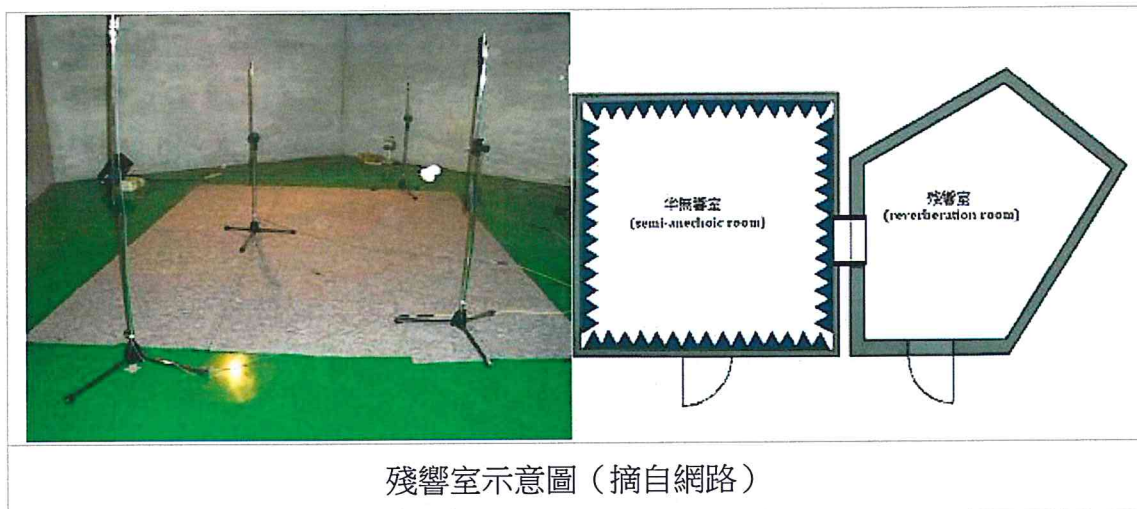 半無響室
(semi-anechoic room)
殘響室
(reverberation room)
殘響室示意圖（摘自網路）